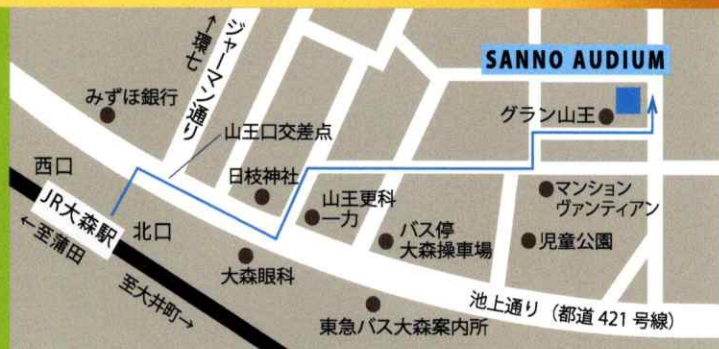 SANNO AUDIUM
↑環七
ジャーマン通り
みずほ銀行
グラン山王
山王口交差点
西口
日枝神社
山王更科
一力
マンション
ヴァンティアン
JR大森駅
北口
バス停
大森操車場
児童公園
←至蒲田
大森眼科
至大井町→
池上通り(都道421号線)
東急バス大森案内所